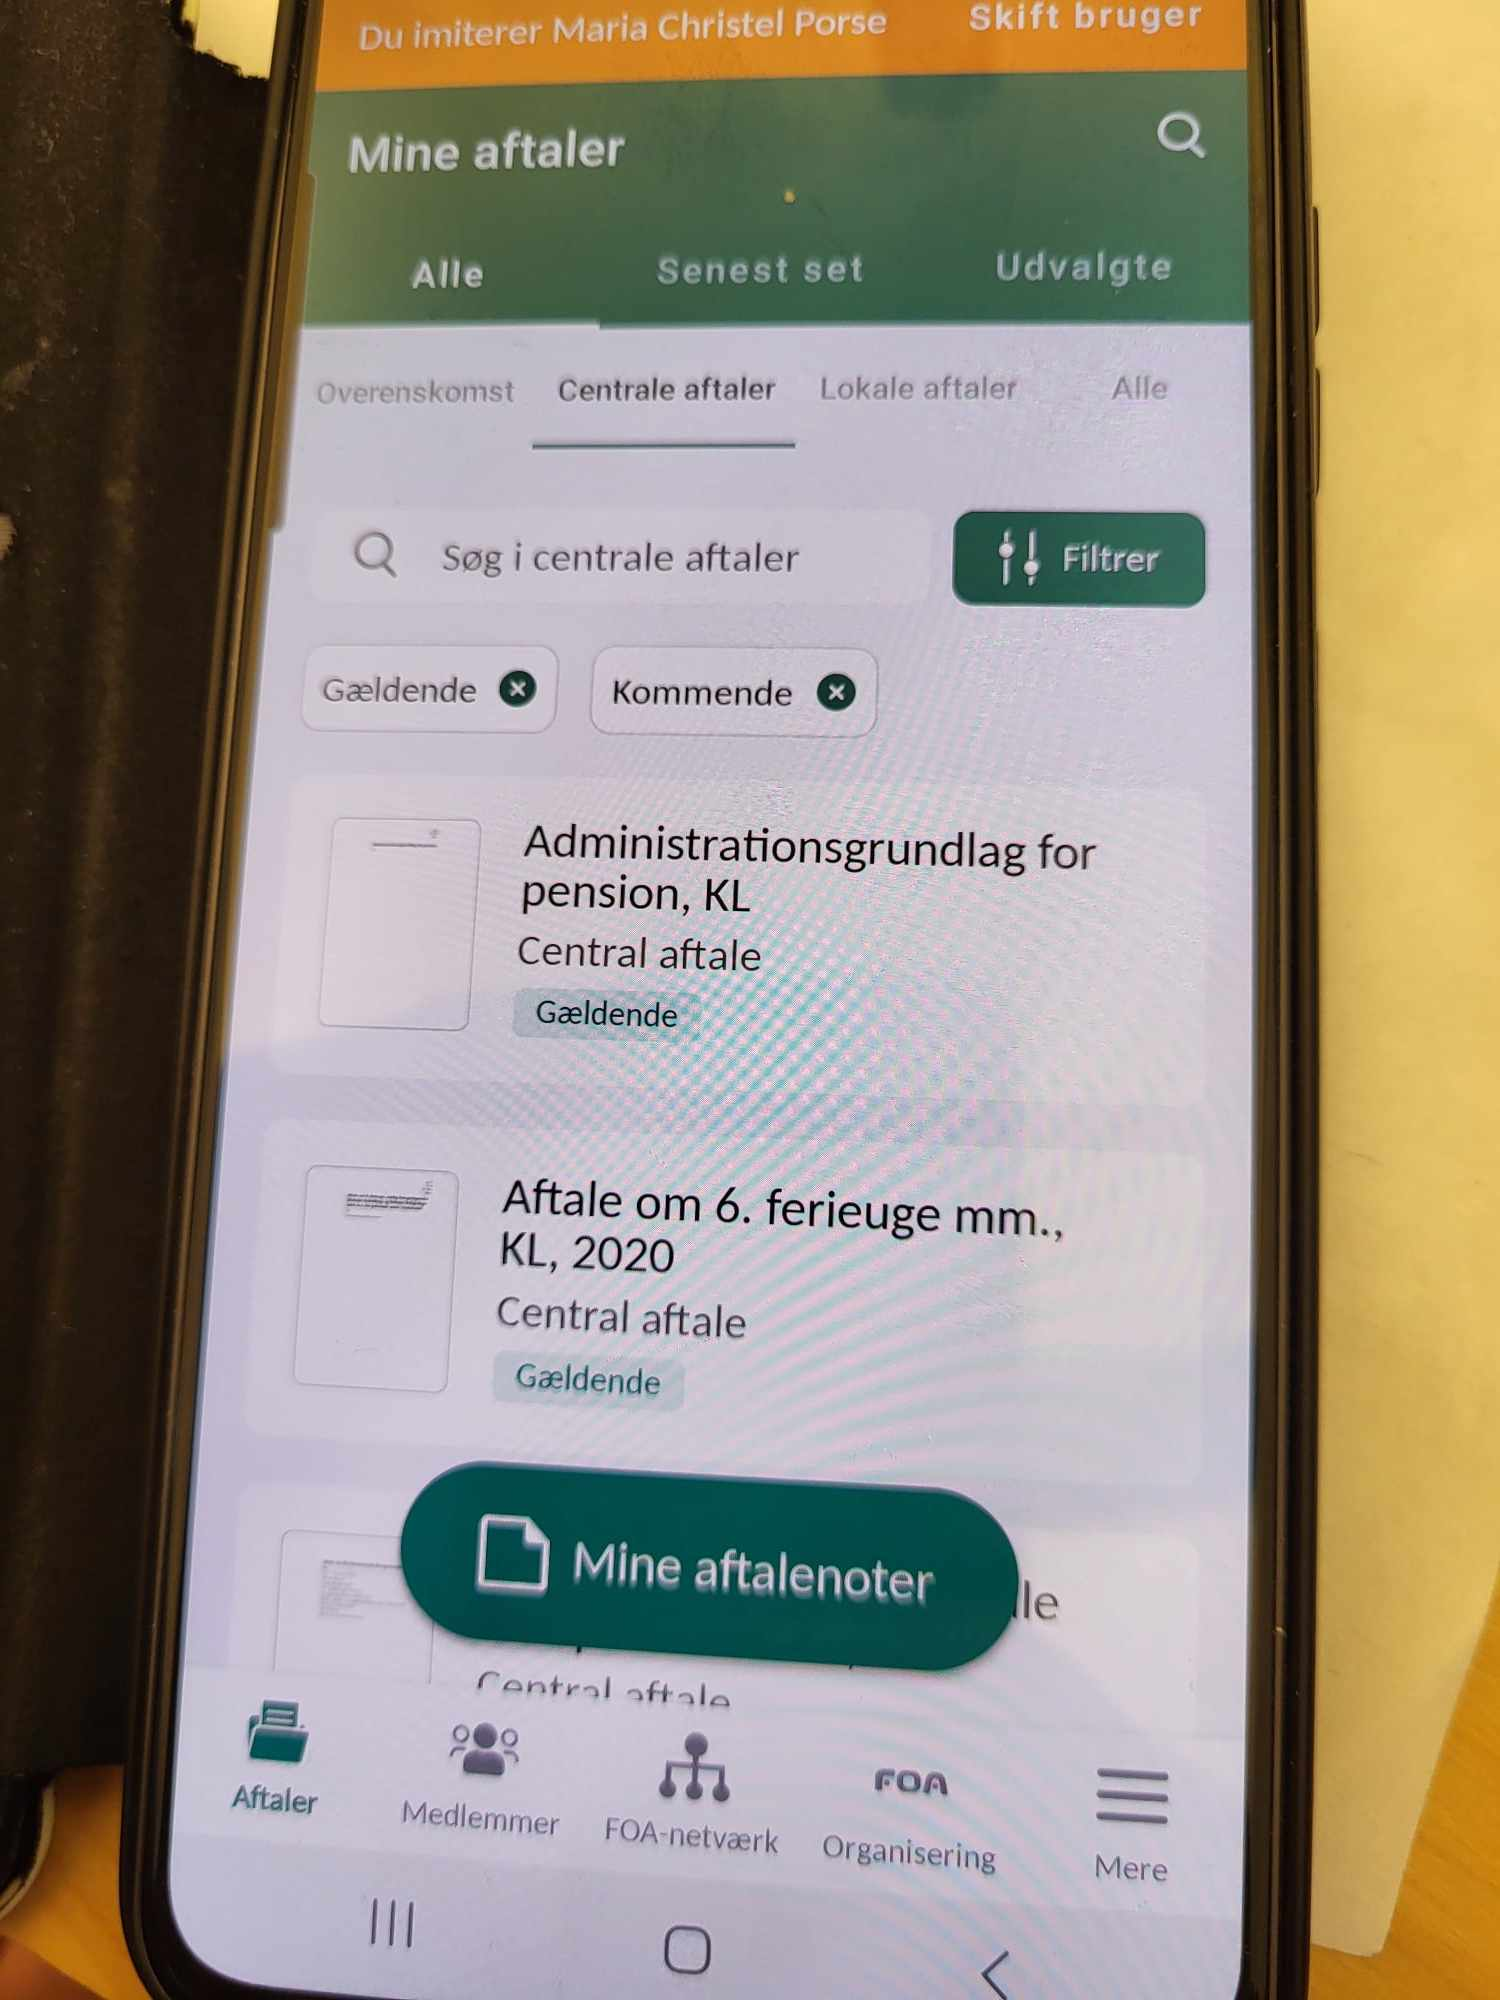 Du imiterer Maria Christel Porse Skift bruger
Mine aftaler
Alle Senest set Udvalgte
Overenskomst Centrale aftaler Lokale aftaler Alle
Søg i centrale aftaler Filtrer
Gældende Kommende
Administrationsgrundlag for
pension, KL
Central aftale
Gældende
Aftale om 6. ferieuge mm.,
KL, 2020
Central aftale
Gældende
Mine aftalenoter
Central aftale
Aftaler Medlemmer FOA-netværk FOA Organisering Mere